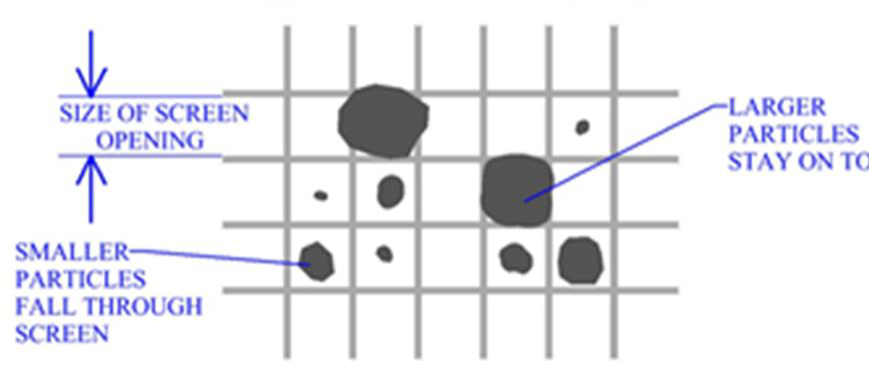 SIZE OF SCREEN
OPENING
LARGER
PARTICLES
STAY ON TO
SMALLER
PARTICLES
FALL THROUGH
SCREEN